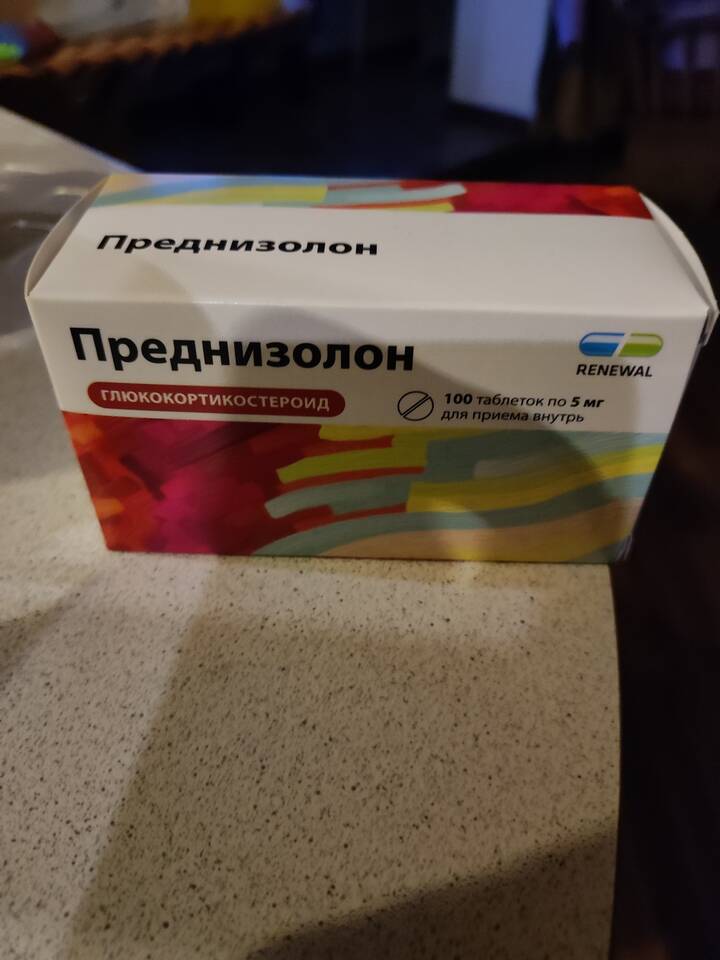 Преднизолон
Преднизолон
ГЛЮКОКОРТИКОСТЕРОИД
RENEWAL
100 таблеток по 5 мг
для приема внутрь